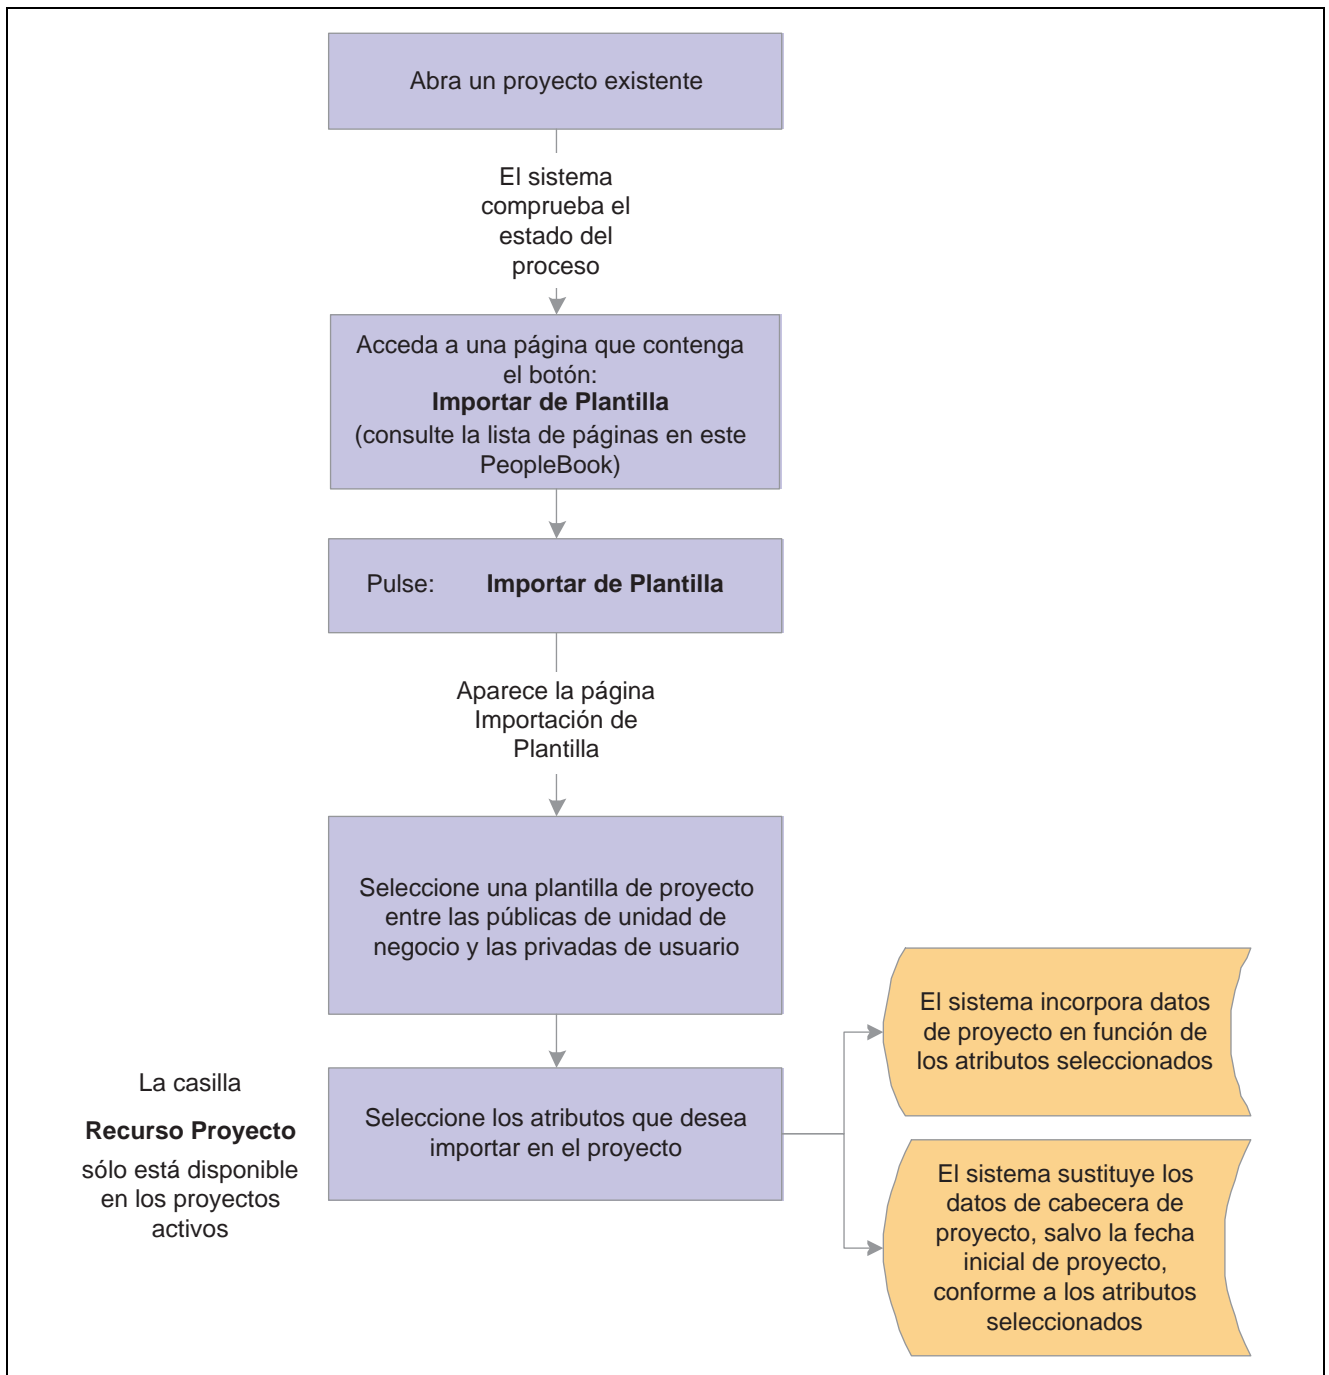 Abra un proyecto existente
El sistema
comprueba el
estado del
proceso
Acceda a una página que contenga
el botón:
Importar de Plantilla
(consulte la lista de páginas en este
PeopleBook)
Pulse: Importar de Plantilla
Aparece la página
Importación de
Plantilla
Seleccione una plantilla de proyecto
entre las públicas de unidad de
negocio y las privadas de usuario
La casilla
Recurso Proyecto
sólo está disponible
en los proyectos
activos
Seleccione los atributos que desea
importar en el proyecto
El sistema incorpora datos
de proyecto en función de
los atributos seleccionados
El sistema sustituye los
datos de cabecera de
proyecto, salvo la fecha
inicial de proyecto,
conforme a los atributos
seleccionados